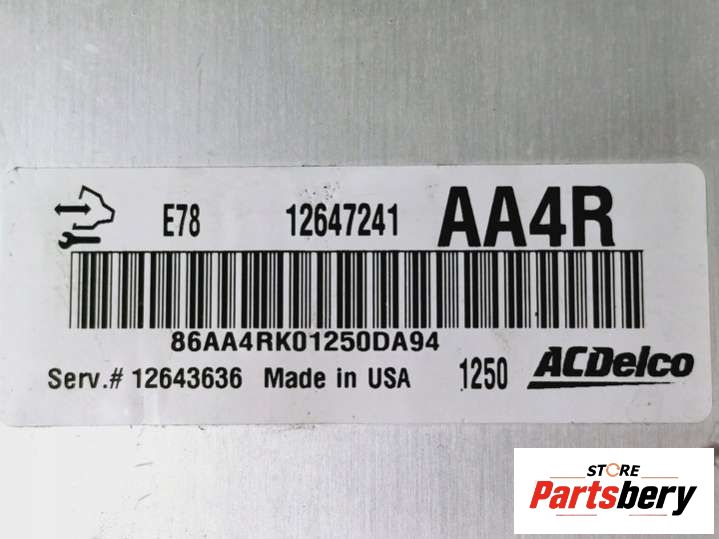 E78 12647241 AA4R
86AA4RK01250DA94
Serv.# 12643636 Made in USA 1250 ACDelco
STORE
Partsbery